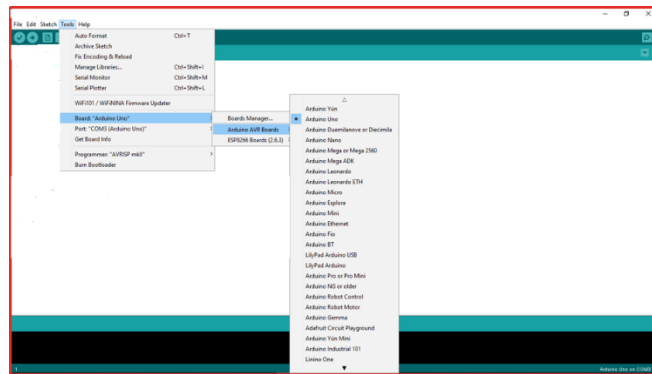 File Edit Sketch Tools Help
Auto Format Ctrl+T
Archive Sketch
Fix Encoding & Reload
Manage Libraries... Ctrl+Shift+I
Serial Monitor Ctrl+Shift+M
Serial Plotter Ctrl+Shift+L
WiFi101 / WiFiNINA Firmware Updater
Board: "Arduino Uno"
Port: "COM3 (Arduino Uno)"
Get Board Info
Programmer: "AVRISP mkII"
Burn Bootloader
Boards Manager...
Arduino AVR Boards
ESP8266 Boards (2.6.3)
Arduino Yún
Arduino Uno
Arduino Duemilanove or Diecimila
Arduino Nano
Arduino Mega or Mega 2560
Arduino Mega ADK
Arduino Leonardo
Arduino Leonardo ETH
Arduino Micro
Arduino Esplora
Arduino Mini
Arduino Ethernet
Arduino Fio
Arduino BT
LilyPad Arduino USB
LilyPad Arduino
Arduino Pro or Pro Mini
Arduino NG or older
Arduino Robot Control
Arduino Robot Motor
Arduino Gemma
Adafruit Circuit Playground
Arduino Yún Mini
Arduino Industrial 101
Linino One
1
Arduino Uno on COM3